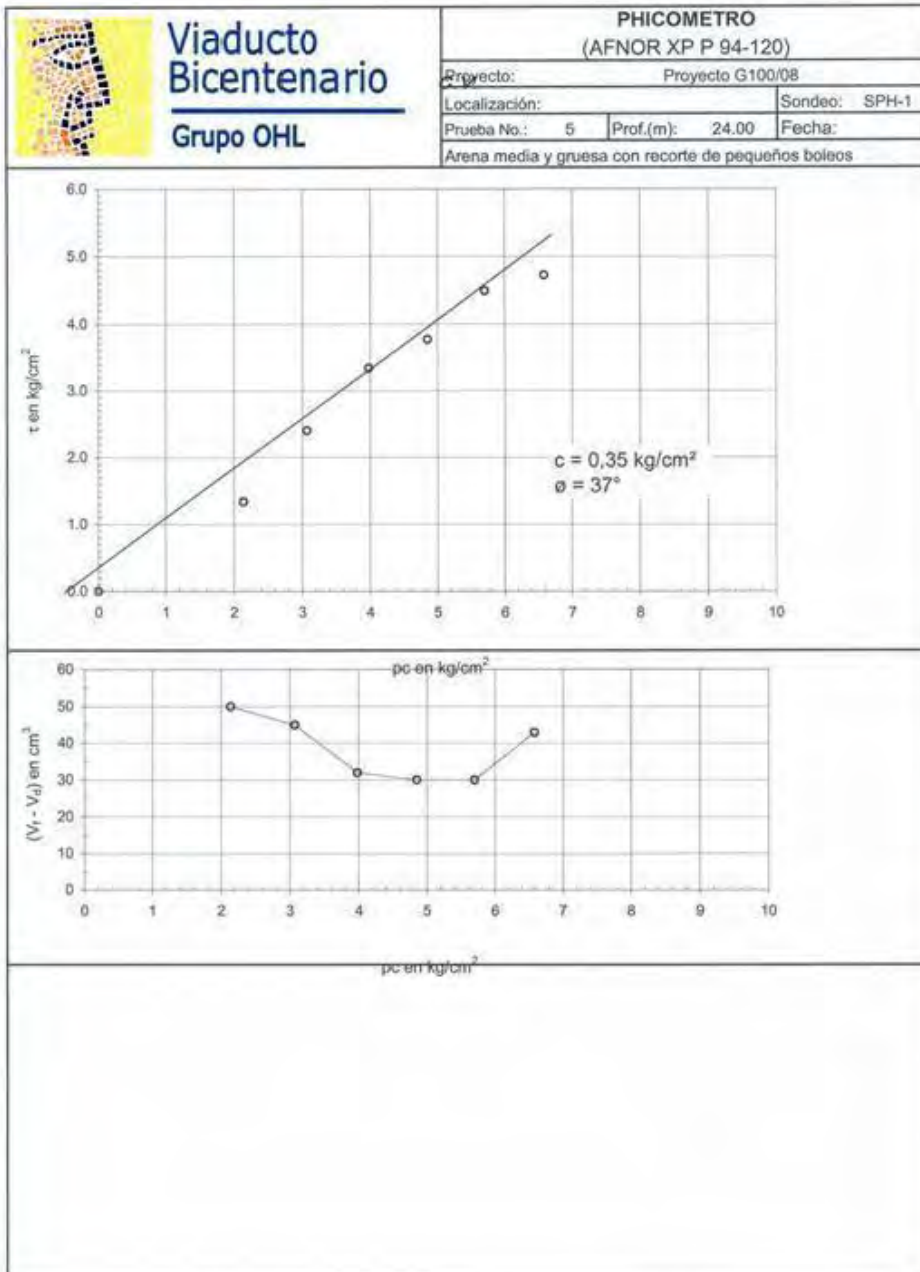 Viaducto
Bicentenario
Grupo OHL
PHICOMETRO
(AFNOR XP P 94-120)
Proyecto: Proyecto G100/08
Localización: Sondeo: SPH-1
Prueba No.: 5 Prof.(m): 24.00 Fecha:
Arena media y gruesa con recorte de pequeños boleos
6.0
5.0
4.0
3.0
2.0
1.0
0.0
τ en kg/cm²
c = 0,35 kg/cm²
ø = 37°
0 1 2 3 4 5 6 7 8 9 10
pc en kg/cm²
60
50
40
30
20
10
0
(Vf - Vd) en cm³
0 1 2 3 4 5 6 7 8 9 10
pc en kg/cm²